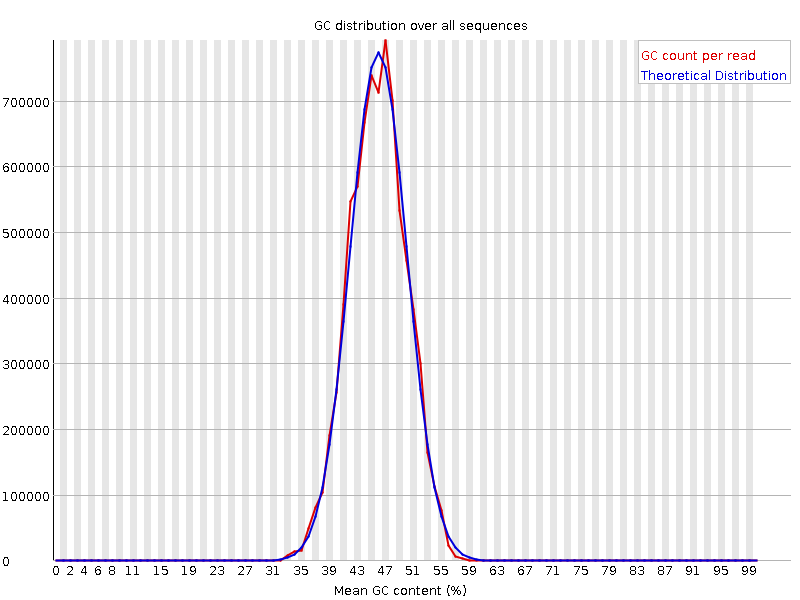 GC distribution over all sequences
GC count per read
Theoretical Distribution
700000
600000
500000
400000
300000
200000
100000
0
0 2 4 6 8 11 15 19 23 27 31 35 39 43 47 51 55 59 63 67 71 75 79 83 87 91 95 99
Mean GC content (%)